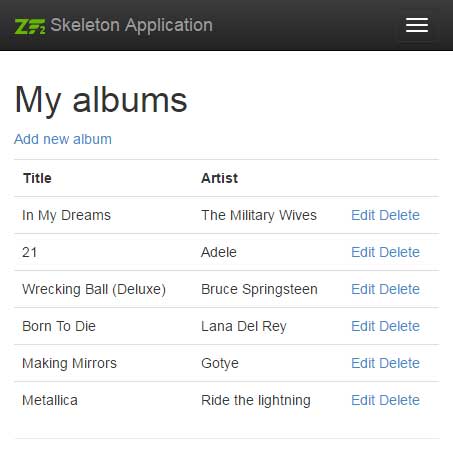 ZF2 Skeleton Application
My albums
Add new album
Title Artist
In My Dreams The Military Wives Edit Delete
21 Adele Edit Delete
Wrecking Ball (Deluxe) Bruce Springsteen Edit Delete
Born To Die Lana Del Rey Edit Delete
Making Mirrors Gotye Edit Delete
Metallica Ride the lightning Edit Delete